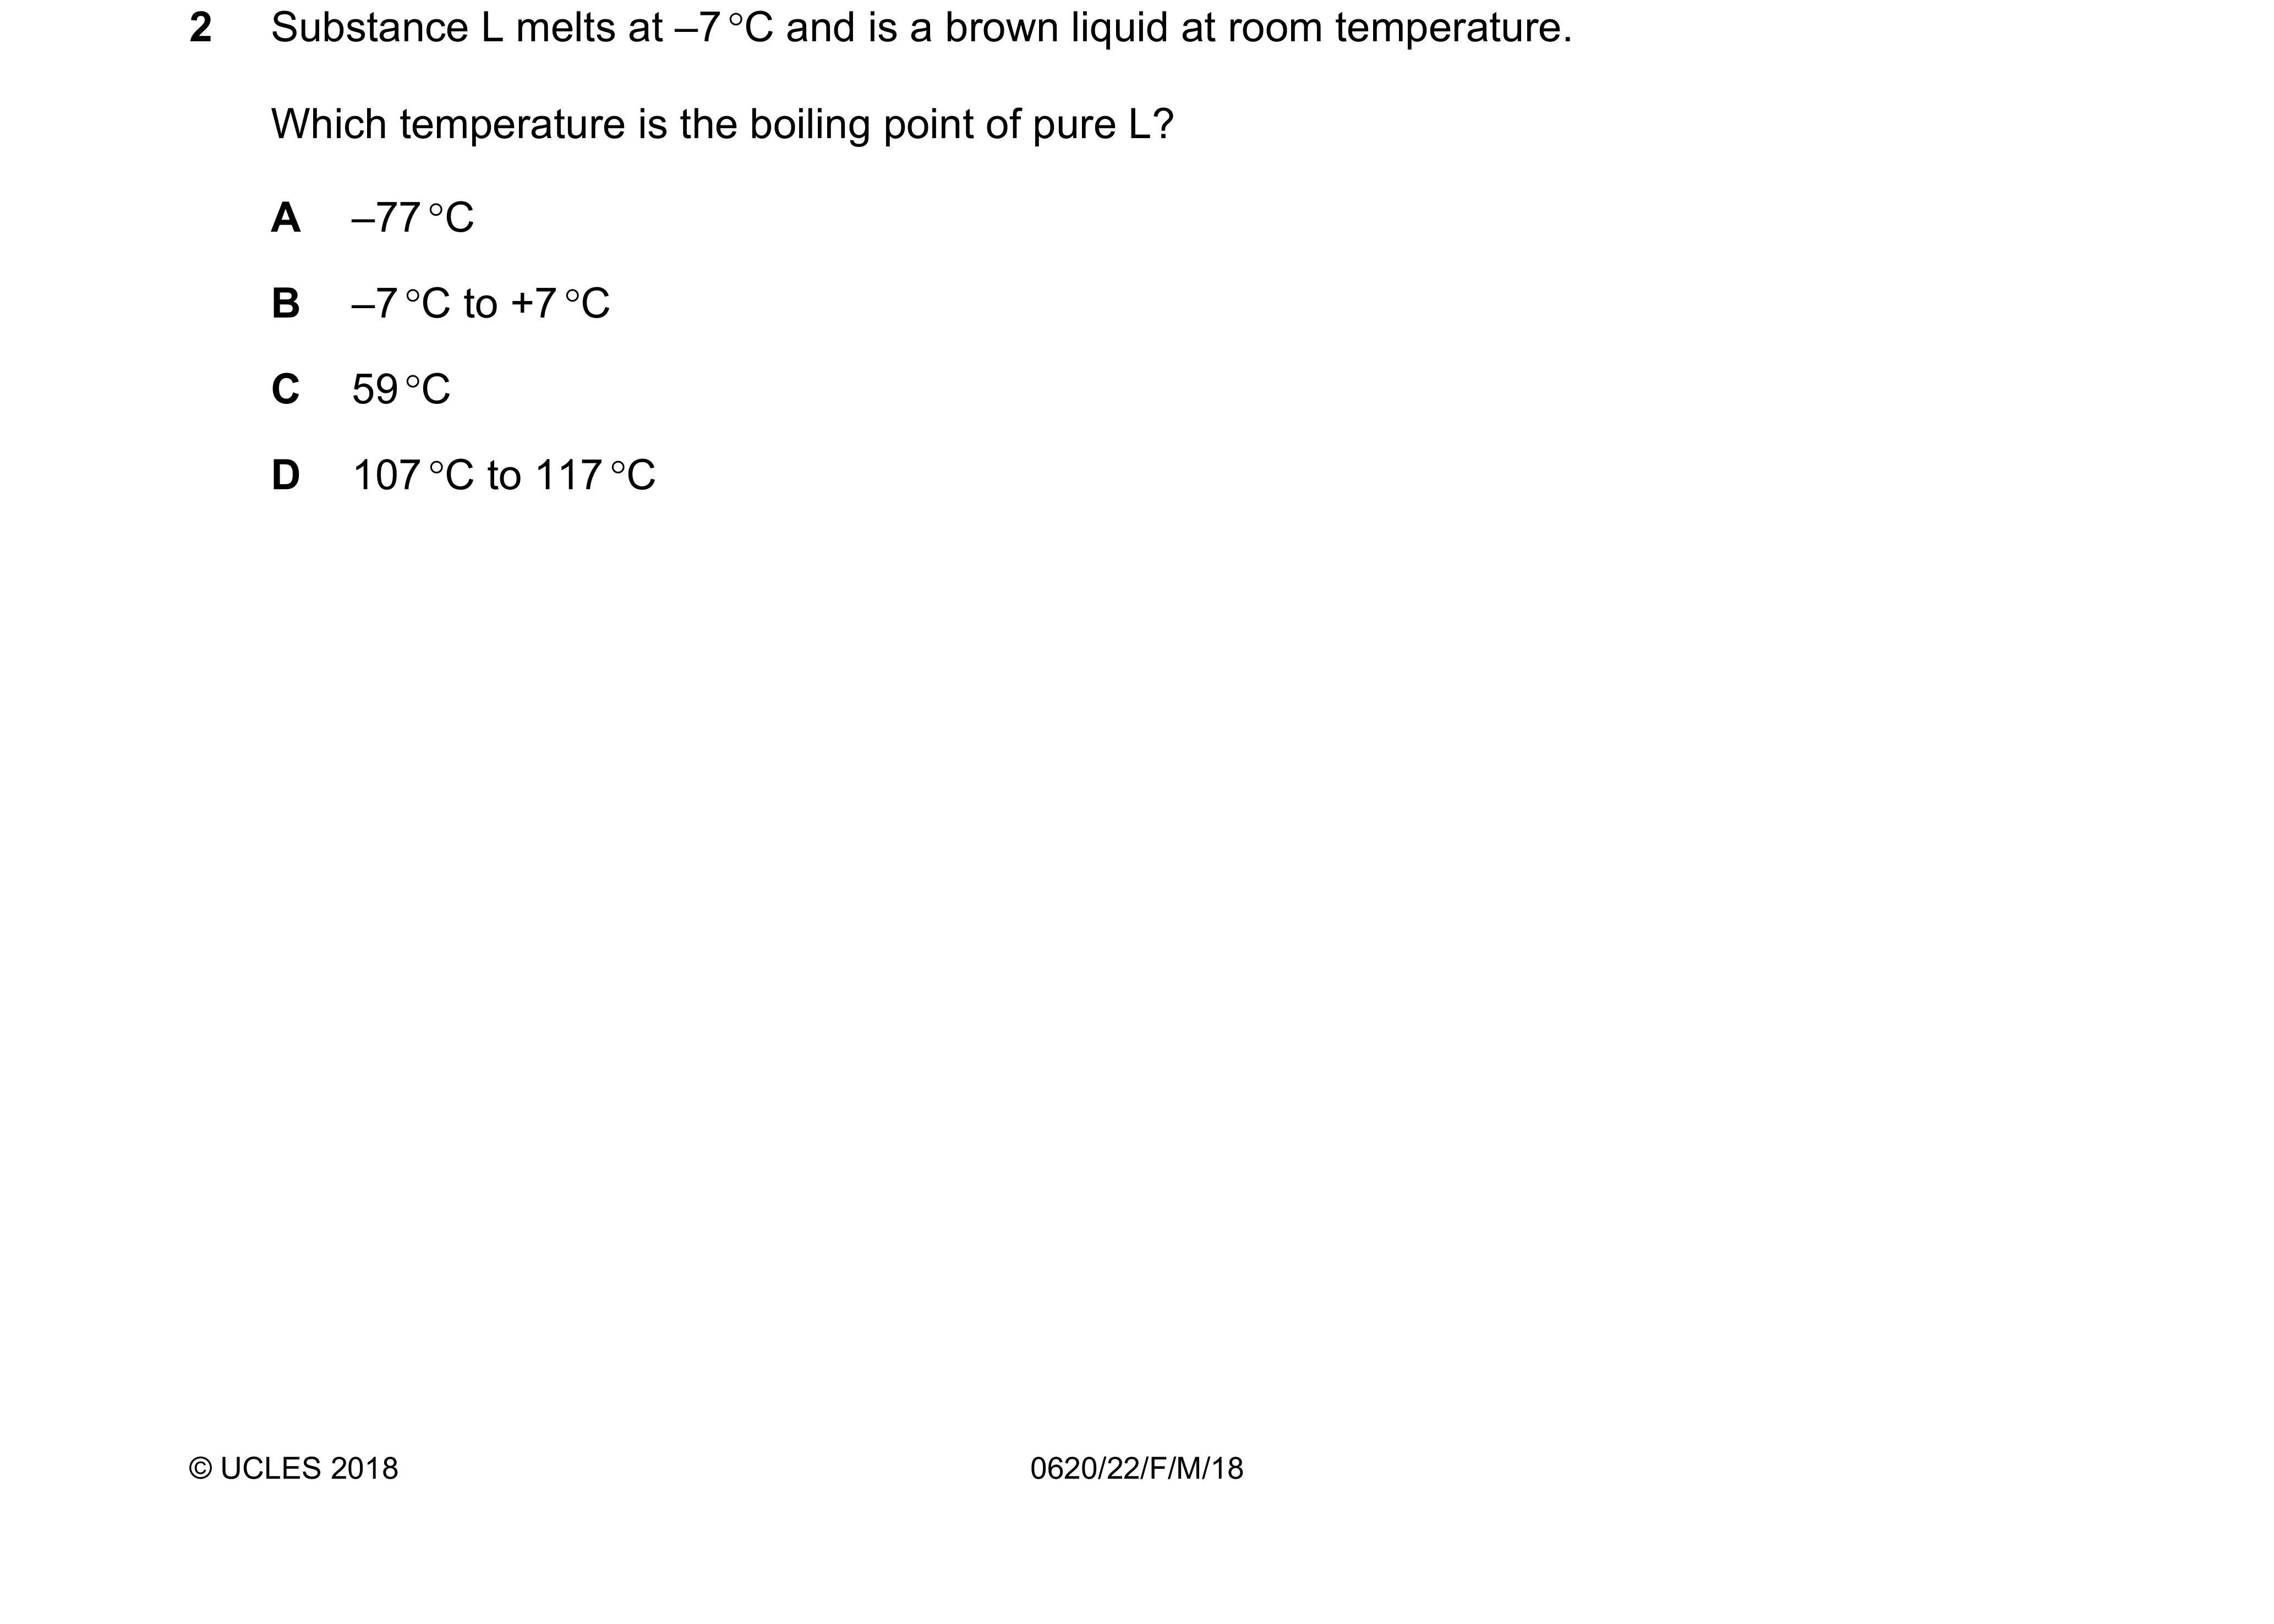 2 Substance L melts at –7 °C and is a brown liquid at room temperature.
Which temperature is the boiling point of pure L?
A –77 °C
B –7 °C to +7 °C
C 59 °C
D 107 °C to 117 °C
© UCLES 2018 0620/22/F/M/18